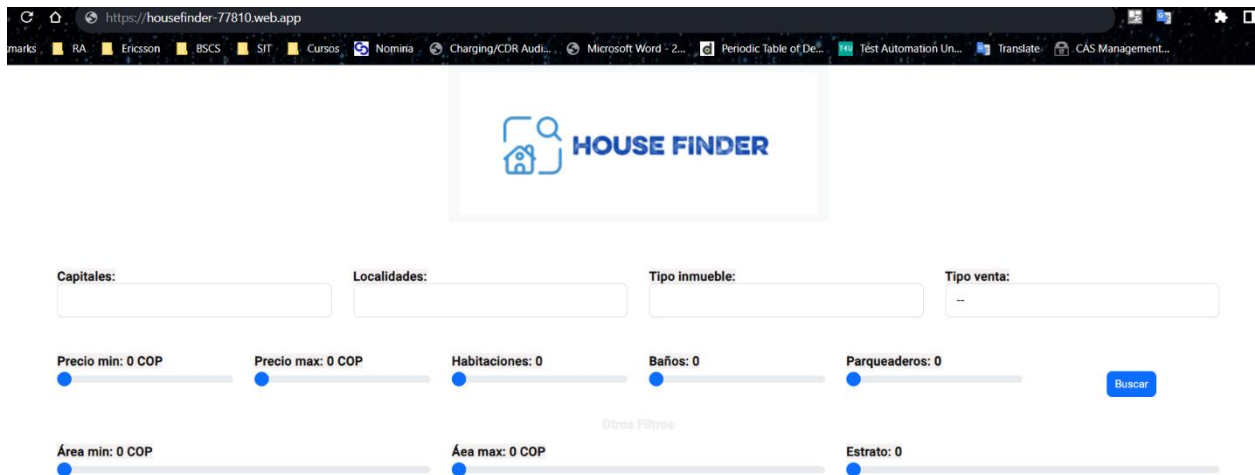 https://housefinder-77810.web.app
marks RA Ericsson BSCS SIT Cursos Nomina Charging/CDR Audi... Microsoft Word - 2... Periodic Table of De... Test Automation Un... Translate CAS Management...
HOUSE FINDER
Capitales: Localidades: Tipo inmueble: Tipo venta:
--
Precio min: 0 COP Precio max: 0 COP Habitaciones: 0 Baños: 0 Parqueaderos: 0
Buscar
Otros Filtros
Área min: 0 COP Áea max: 0 COP Estrato: 0